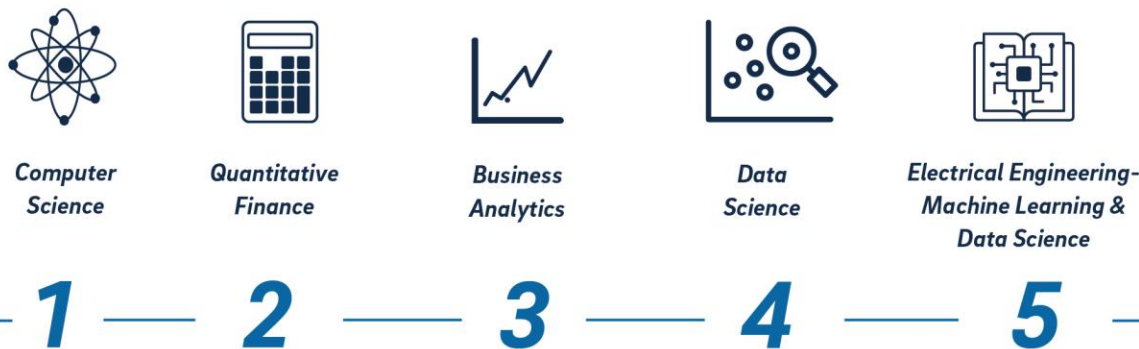 Computer
Science
Quantitative
Finance
Business
Analytics
Data
Science
Electrical Engineering-
Machine Learning &
Data Science
1
2
3
4
5